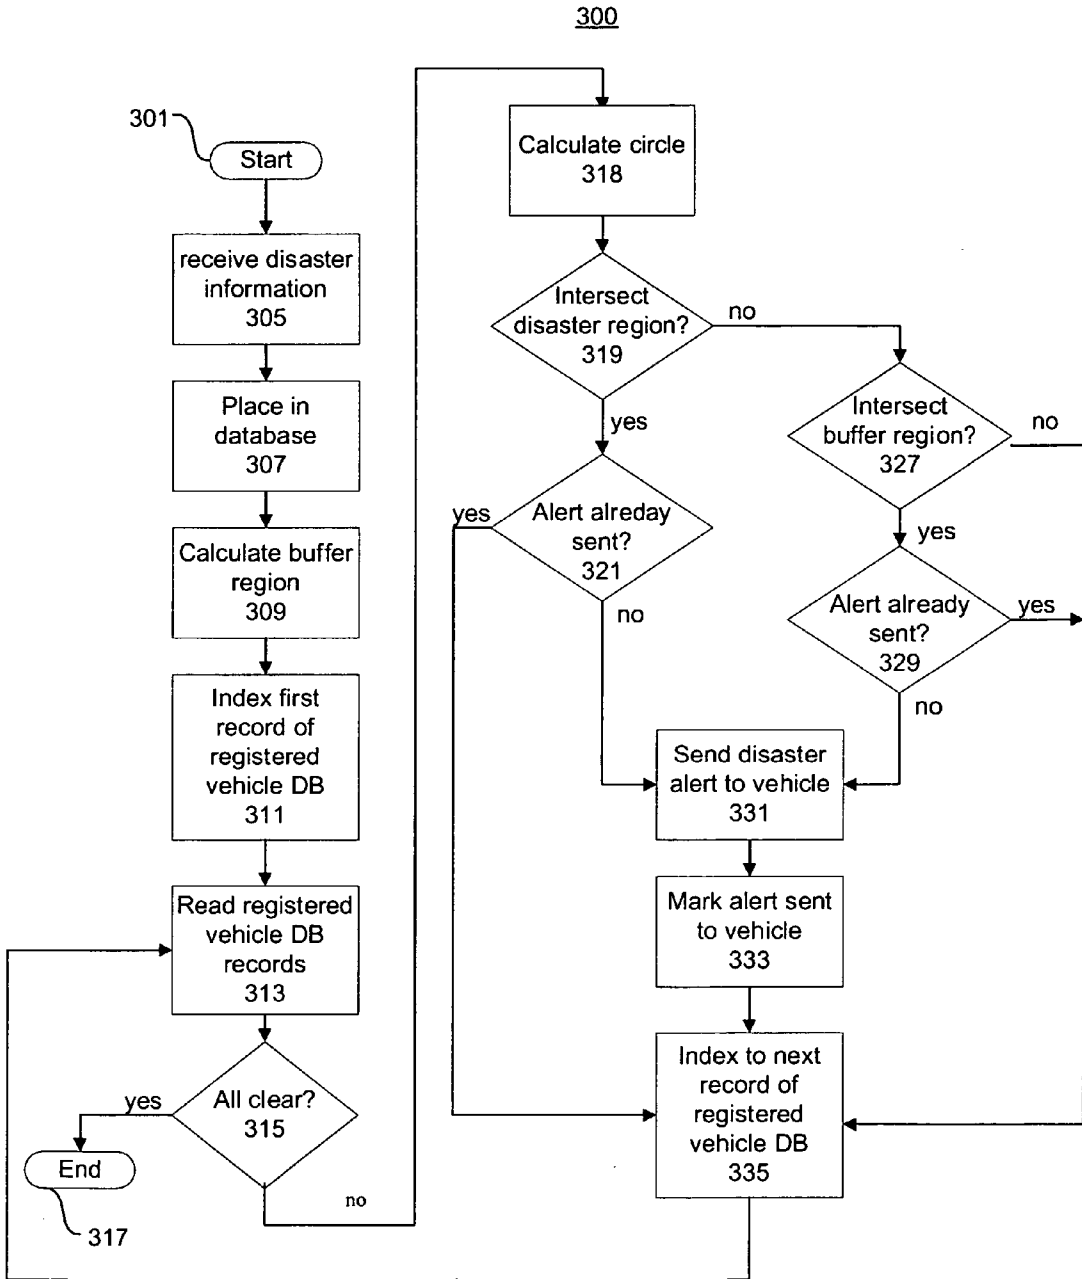 300
301
Start
receive disaster
information
305
Place in
database
307
Calculate buffer
region
309
Index first
record of
registered
vehicle DB
311
Read registered
vehicle DB
records
313
All clear?
315
yes
End
317
no
Calculate circle
318
Intersect
disaster region?
319
no
yes
Intersect
buffer region?
327
no
yes
Alert alreday
sent?
321
yes
no
Alert already
sent?
329
yes
no
Send disaster
alert to vehicle
331
Mark alert sent
to vehicle
333
Index to next
record of
registered
vehicle DB
335